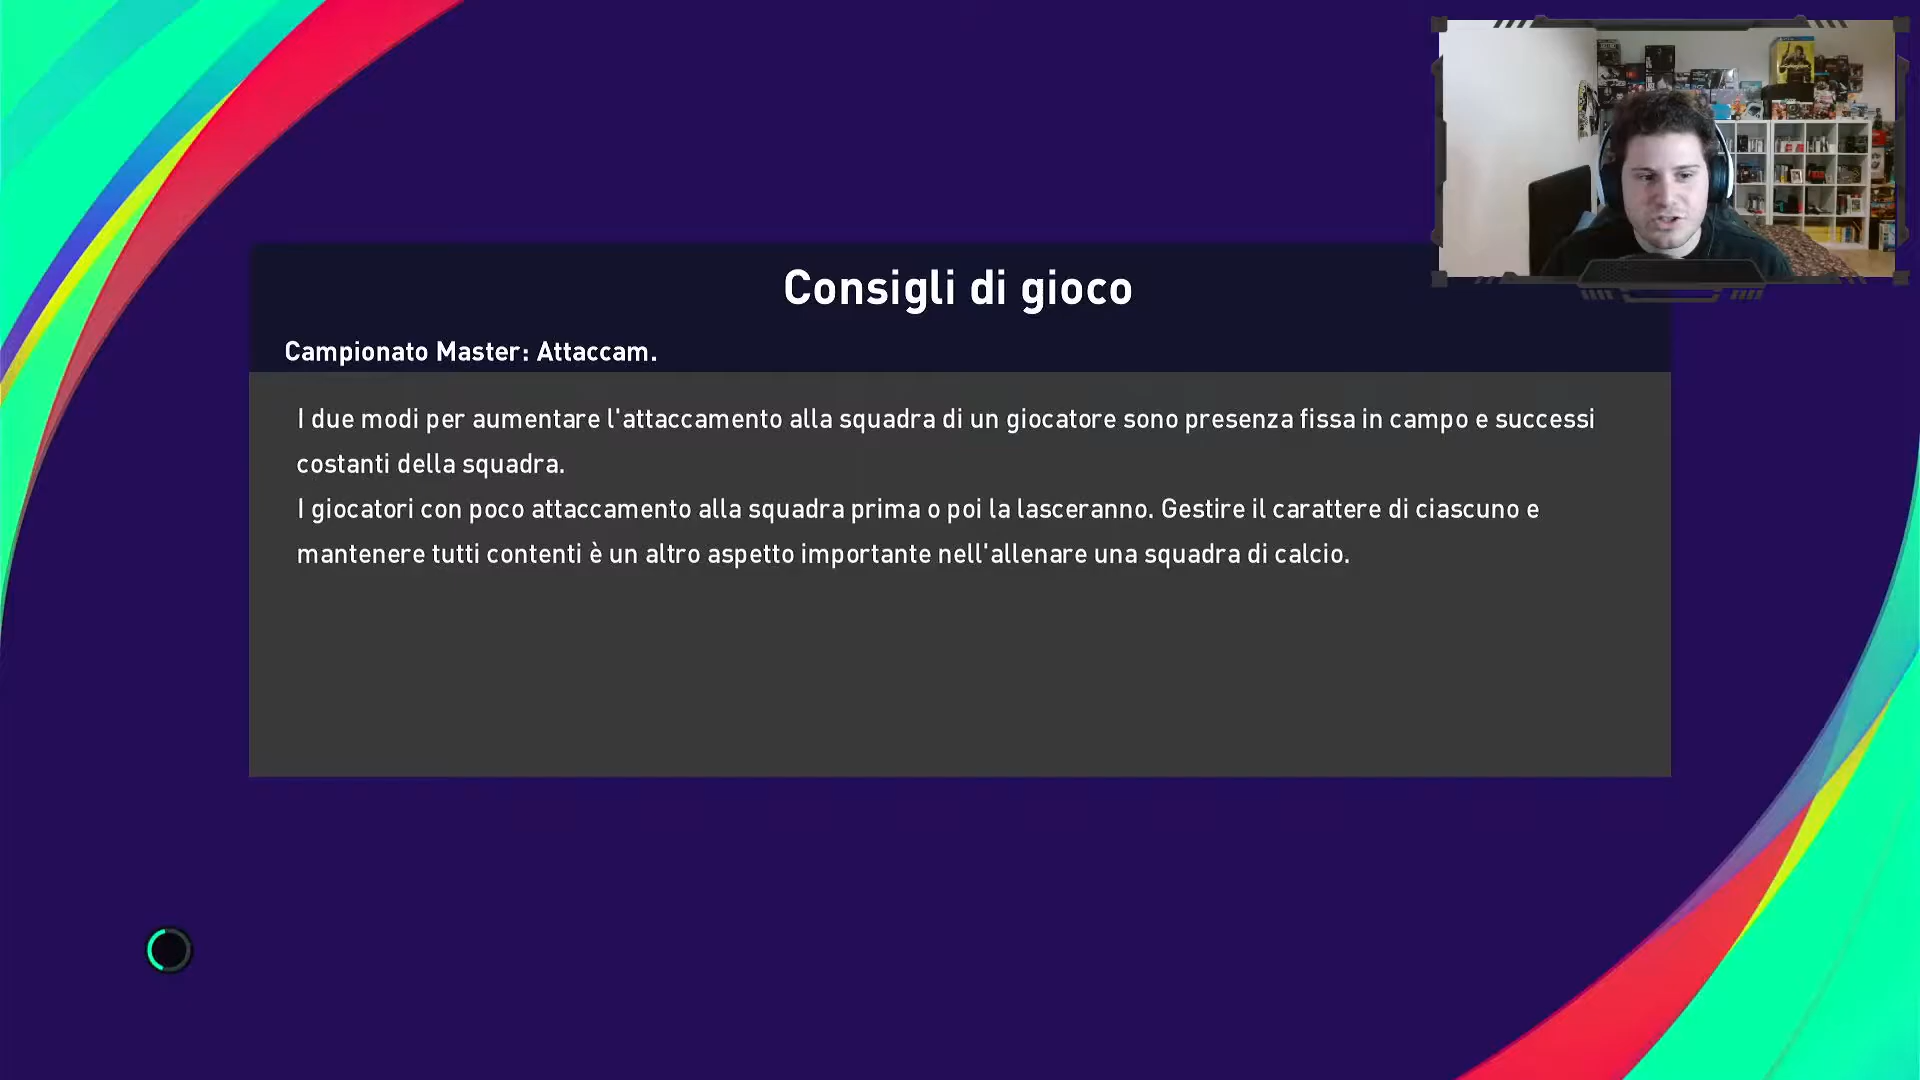 Consigli di gioco
Campionato Master: Attaccam.
I due modi per aumentare l'attaccamento alla squadra di un giocatore sono presenza fissa in campo e successi
costanti della squadra.
I giocatori con poco attaccamento alla squadra prima o poi la lasceranno. Gestire il carattere di ciascuno e
mantenere tutti contenti è un altro aspetto importante nell'allenare una squadra di calcio.